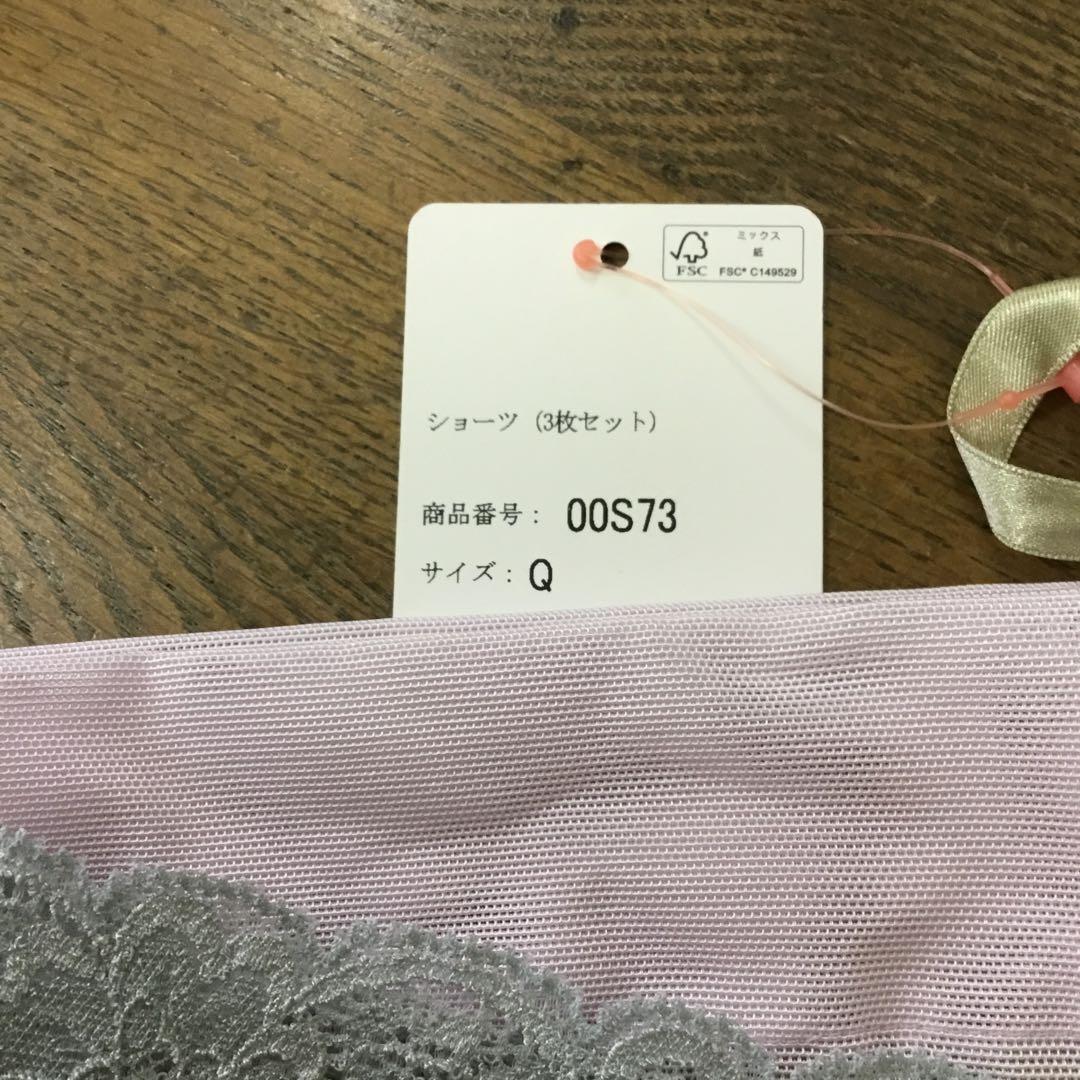 ミックス
紙
FSC® FSC® C149529
ショーツ (3枚セット)
商品番号: 00S73
サイズ: Q